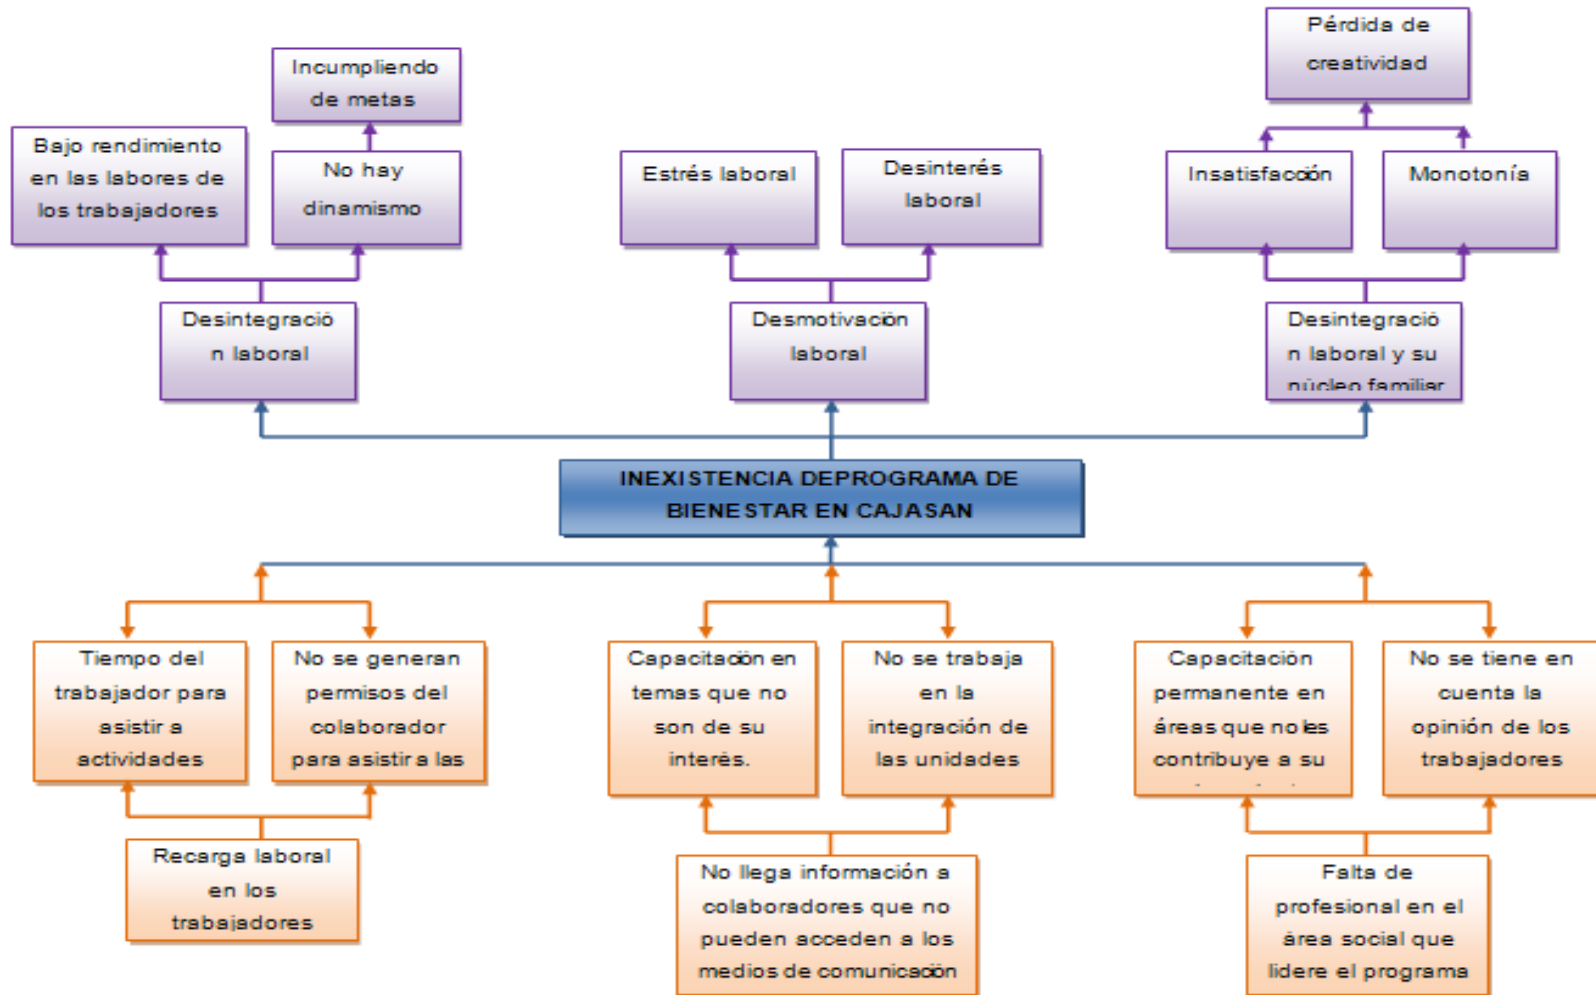 Pérdida de
creatividad
Incumpliendo
de metas
Bajo rendimiento
en las labores de
los trabajadores
No hay
dinamismo
Estrés laboral
Desinterés
laboral
Insatisfacción
Monotonía
Desintegració
n laboral
Desmotivación
laboral
Desintegració
n laboral y su
núcleo familiar
INEXISTENCIA DEPROGRAMA DE
BIENESTAR EN CAJASAN
Tiempo del
trabajador para
asistir a
actividades
No se generan
permisos del
colaborador
para asistir a las
Capacitación en
temas que no
son de su
interés.
No se trabaja
en la
integración de
las unidades
Capacitación
permanente en
áreas que no les
contribuye a su
No se tiene en
cuenta la
opinión de los
trabajadores
Recarga laboral
en los
trabajadores
No llega información a
colaboradores que no
pueden acceden a los
medios de comunicación
Falta de
profesional en el
área social que
lidere el programa